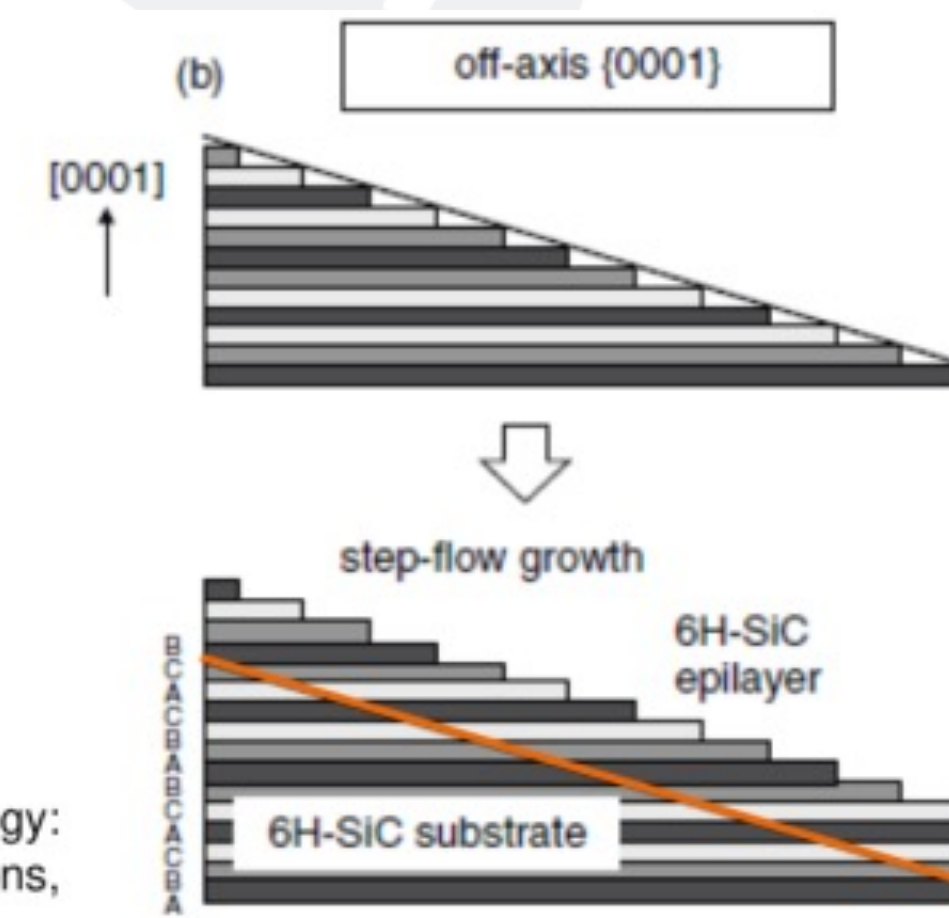 (b)
off-axis {0001}
[0001]
step-flow growth
6H-SiC
epilayer
B
C
A
C
B
A
B
C
A
C
B
A
6H-SiC substrate
gy:
ns,